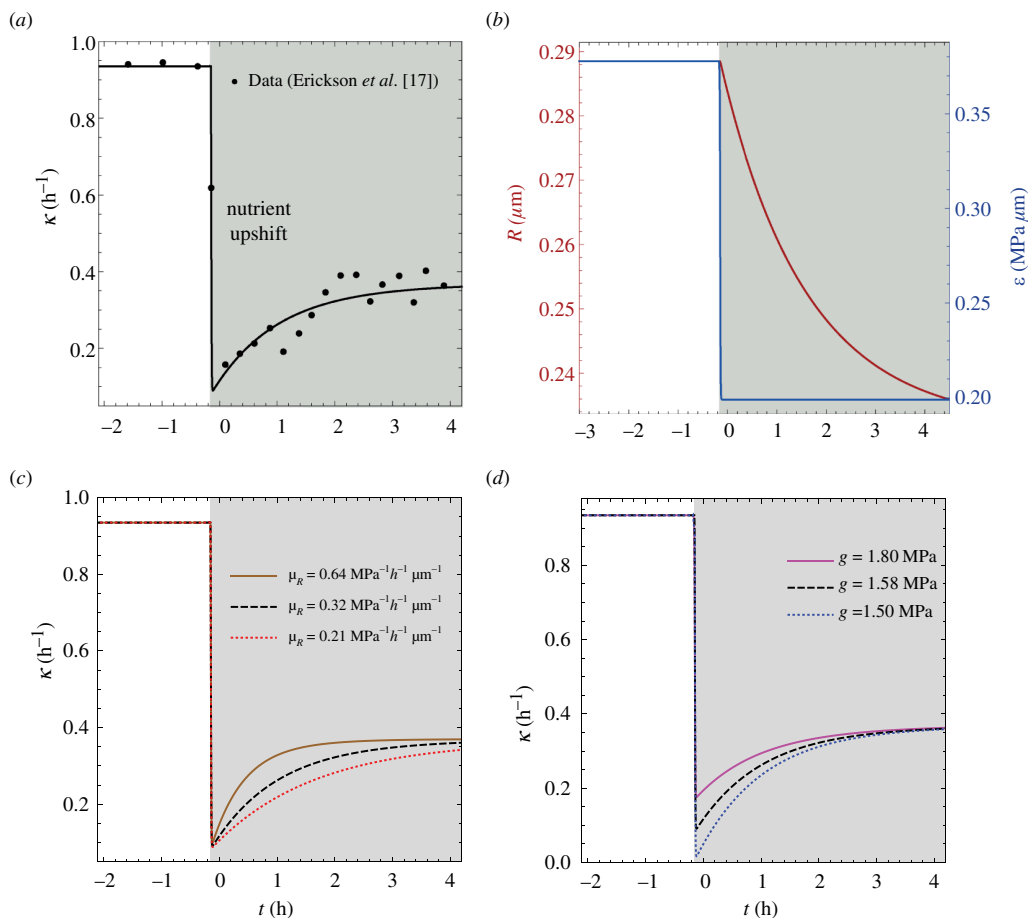 (a)
1.0
0.8
0.6
0.4
0.2
κ (h−1)
Data (Erickson et al. [17])
nutrient
upshift
−2 −1 0 1 2 3 4
(b)
0.29
0.28
0.27
0.26
0.25
0.24
R (μm)
0.35
0.30
0.25
0.20
ε (MPa μm)
−3 −2 −1 0 1 2 3 4
(c)
1.0
0.8
0.6
0.4
0.2
κ (h−1)
μR = 0.64 MPa−1h−1 μm−1
μR = 0.32 MPa−1h−1 μm−1
μR = 0.21 MPa−1h−1 μm−1
−2 −1 0 1 2 3 4
t (h)
(d)
0.8
0.6
0.4
0.2
0.0
κ (h−1)
g = 1.80 MPa
g = 1.58 MPa
g =1.50 MPa
−2 −1 0 1 2 3 4
t (h)